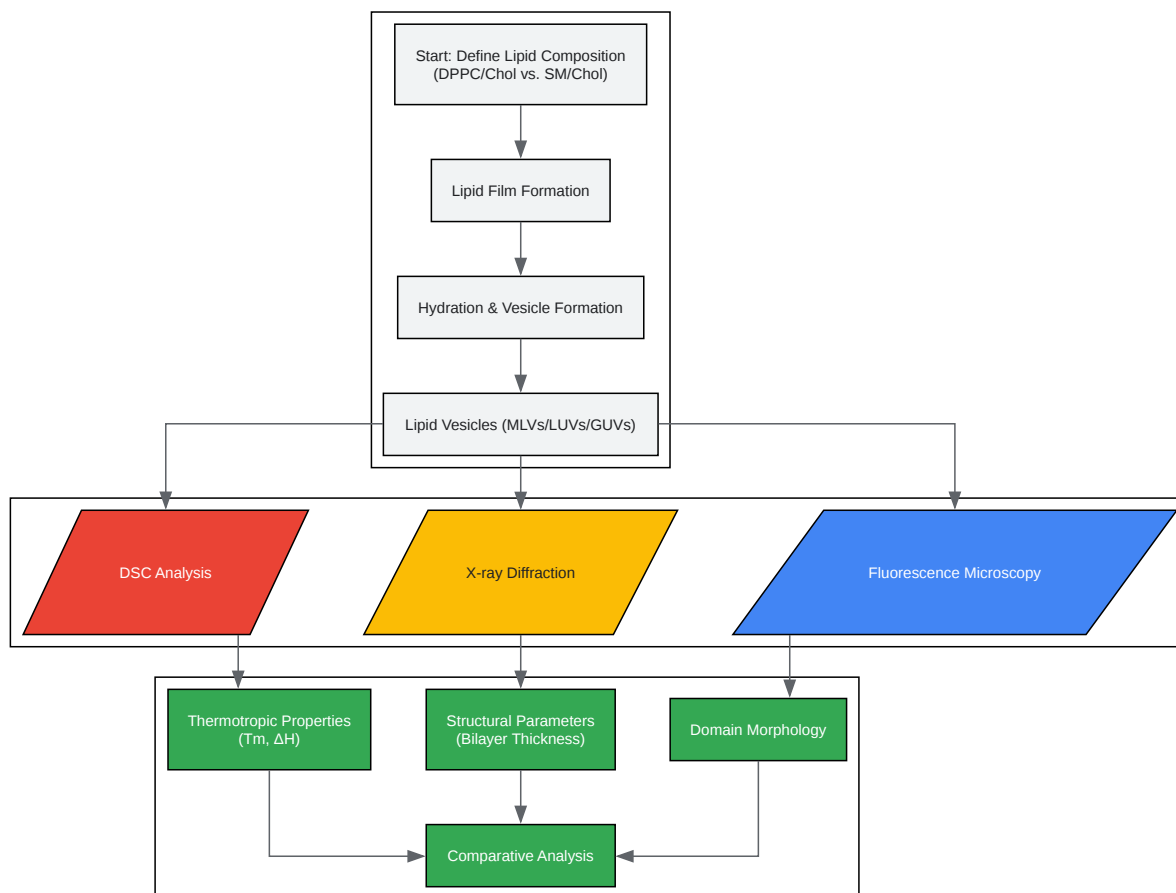 Start: Define Lipid Composition
(DPPC/Chol vs. SM/Chol)
Lipid Film Formation
Hydration & Vesicle Formation
Lipid Vesicles (MLVs/LUVs/GUVs)
DSC Analysis
X-ray Diffraction
Fluorescence Microscopy
Thermotropic Properties
(Tm, ΔH)
Structural Parameters
(Bilayer Thickness)
Domain Morphology
Comparative Analysis